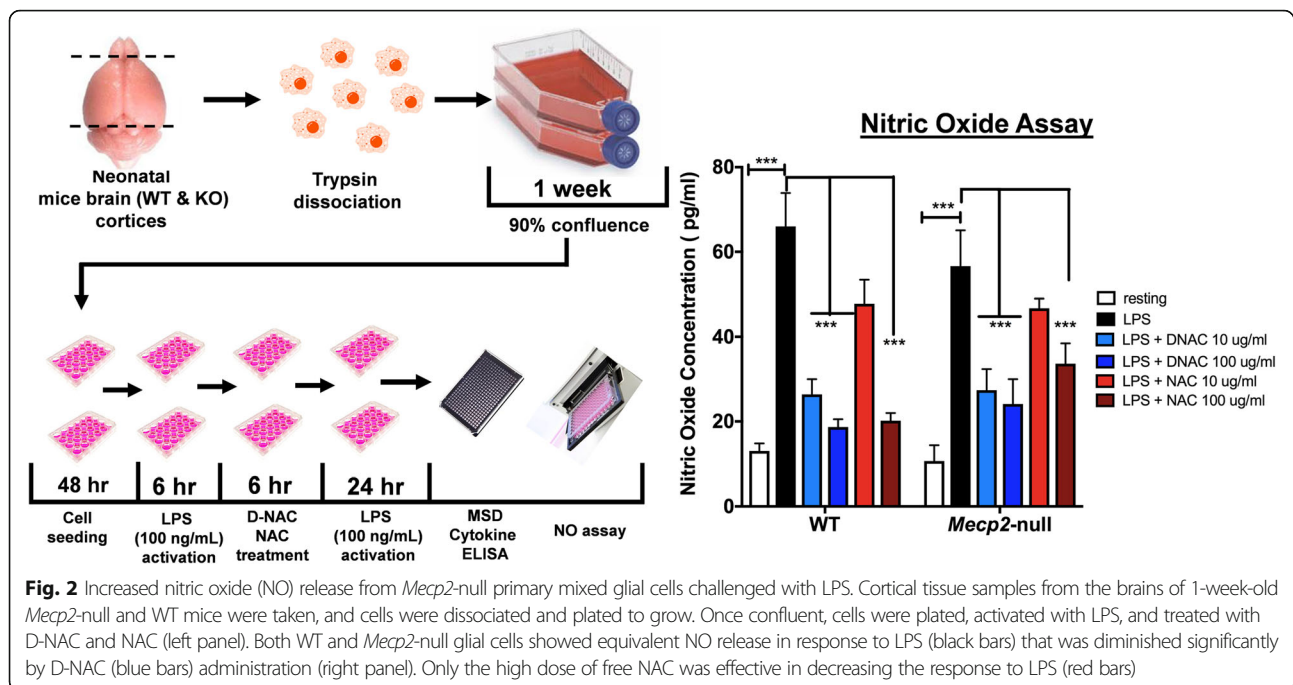 Neonatal
mice brain (WT & KO)
cortices
Trypsin
dissociation
1 week
90% confluence
48 hr
6 hr
6 hr
24 hr
Cell
seeding
LPS
(100 ng/mL)
activation
D-NAC
NAC
treatment
LPS
(100 ng/mL)
activation
MSD
Cytokine
ELISA
NO assay
Nitric Oxide Assay
Nitric Oxide Concentration ( pg/ml)
80
60
40
20
0
***
***
***
***
***
***
WT
Mecp2-null
resting
LPS
LPS + DNAC 10 ug/ml
LPS + DNAC 100 ug/ml
LPS + NAC 10 ug/ml
LPS + NAC 100 ug/ml
Fig. 2 Increased nitric oxide (NO) release from Mecp2-null primary mixed glial cells challenged with LPS. Cortical tissue samples from the brains of 1-week-old
Mecp2-null and WT mice were taken, and cells were dissociated and plated to grow. Once confluent, cells were plated, activated with LPS, and treated with
D-NAC and NAC (left panel). Both WT and Mecp2-null glial cells showed equivalent NO release in response to LPS (black bars) that was diminished significantly
by D-NAC (blue bars) administration (right panel). Only the high dose of free NAC was effective in decreasing the response to LPS (red bars)